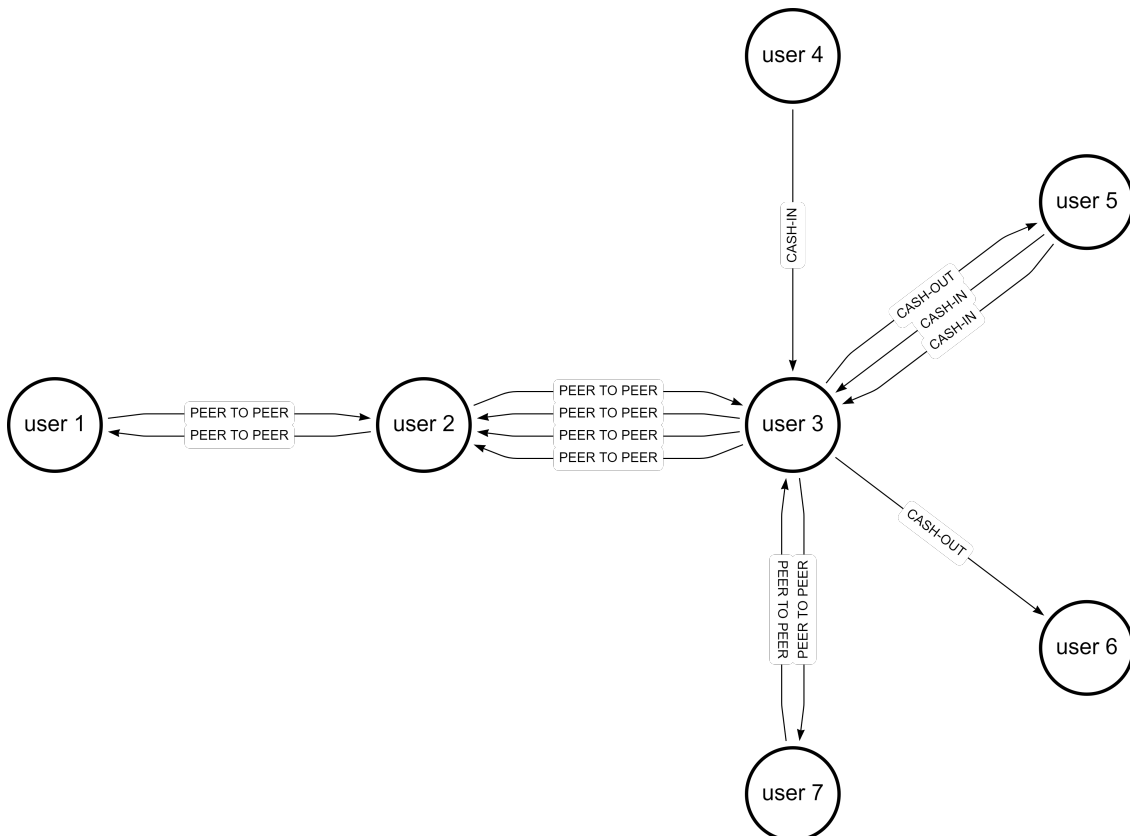 user 4
user 5
CASH-IN
CASH-OUT
CASH-IN
CASH-IN
PEER TO PEER
PEER TO PEER
PEER TO PEER
PEER TO PEER
PEER TO PEER
PEER TO PEER
user 1
user 2
user 3
CASH-OUT
PEER TO PEER
PEER TO PEER
user 6
user 7